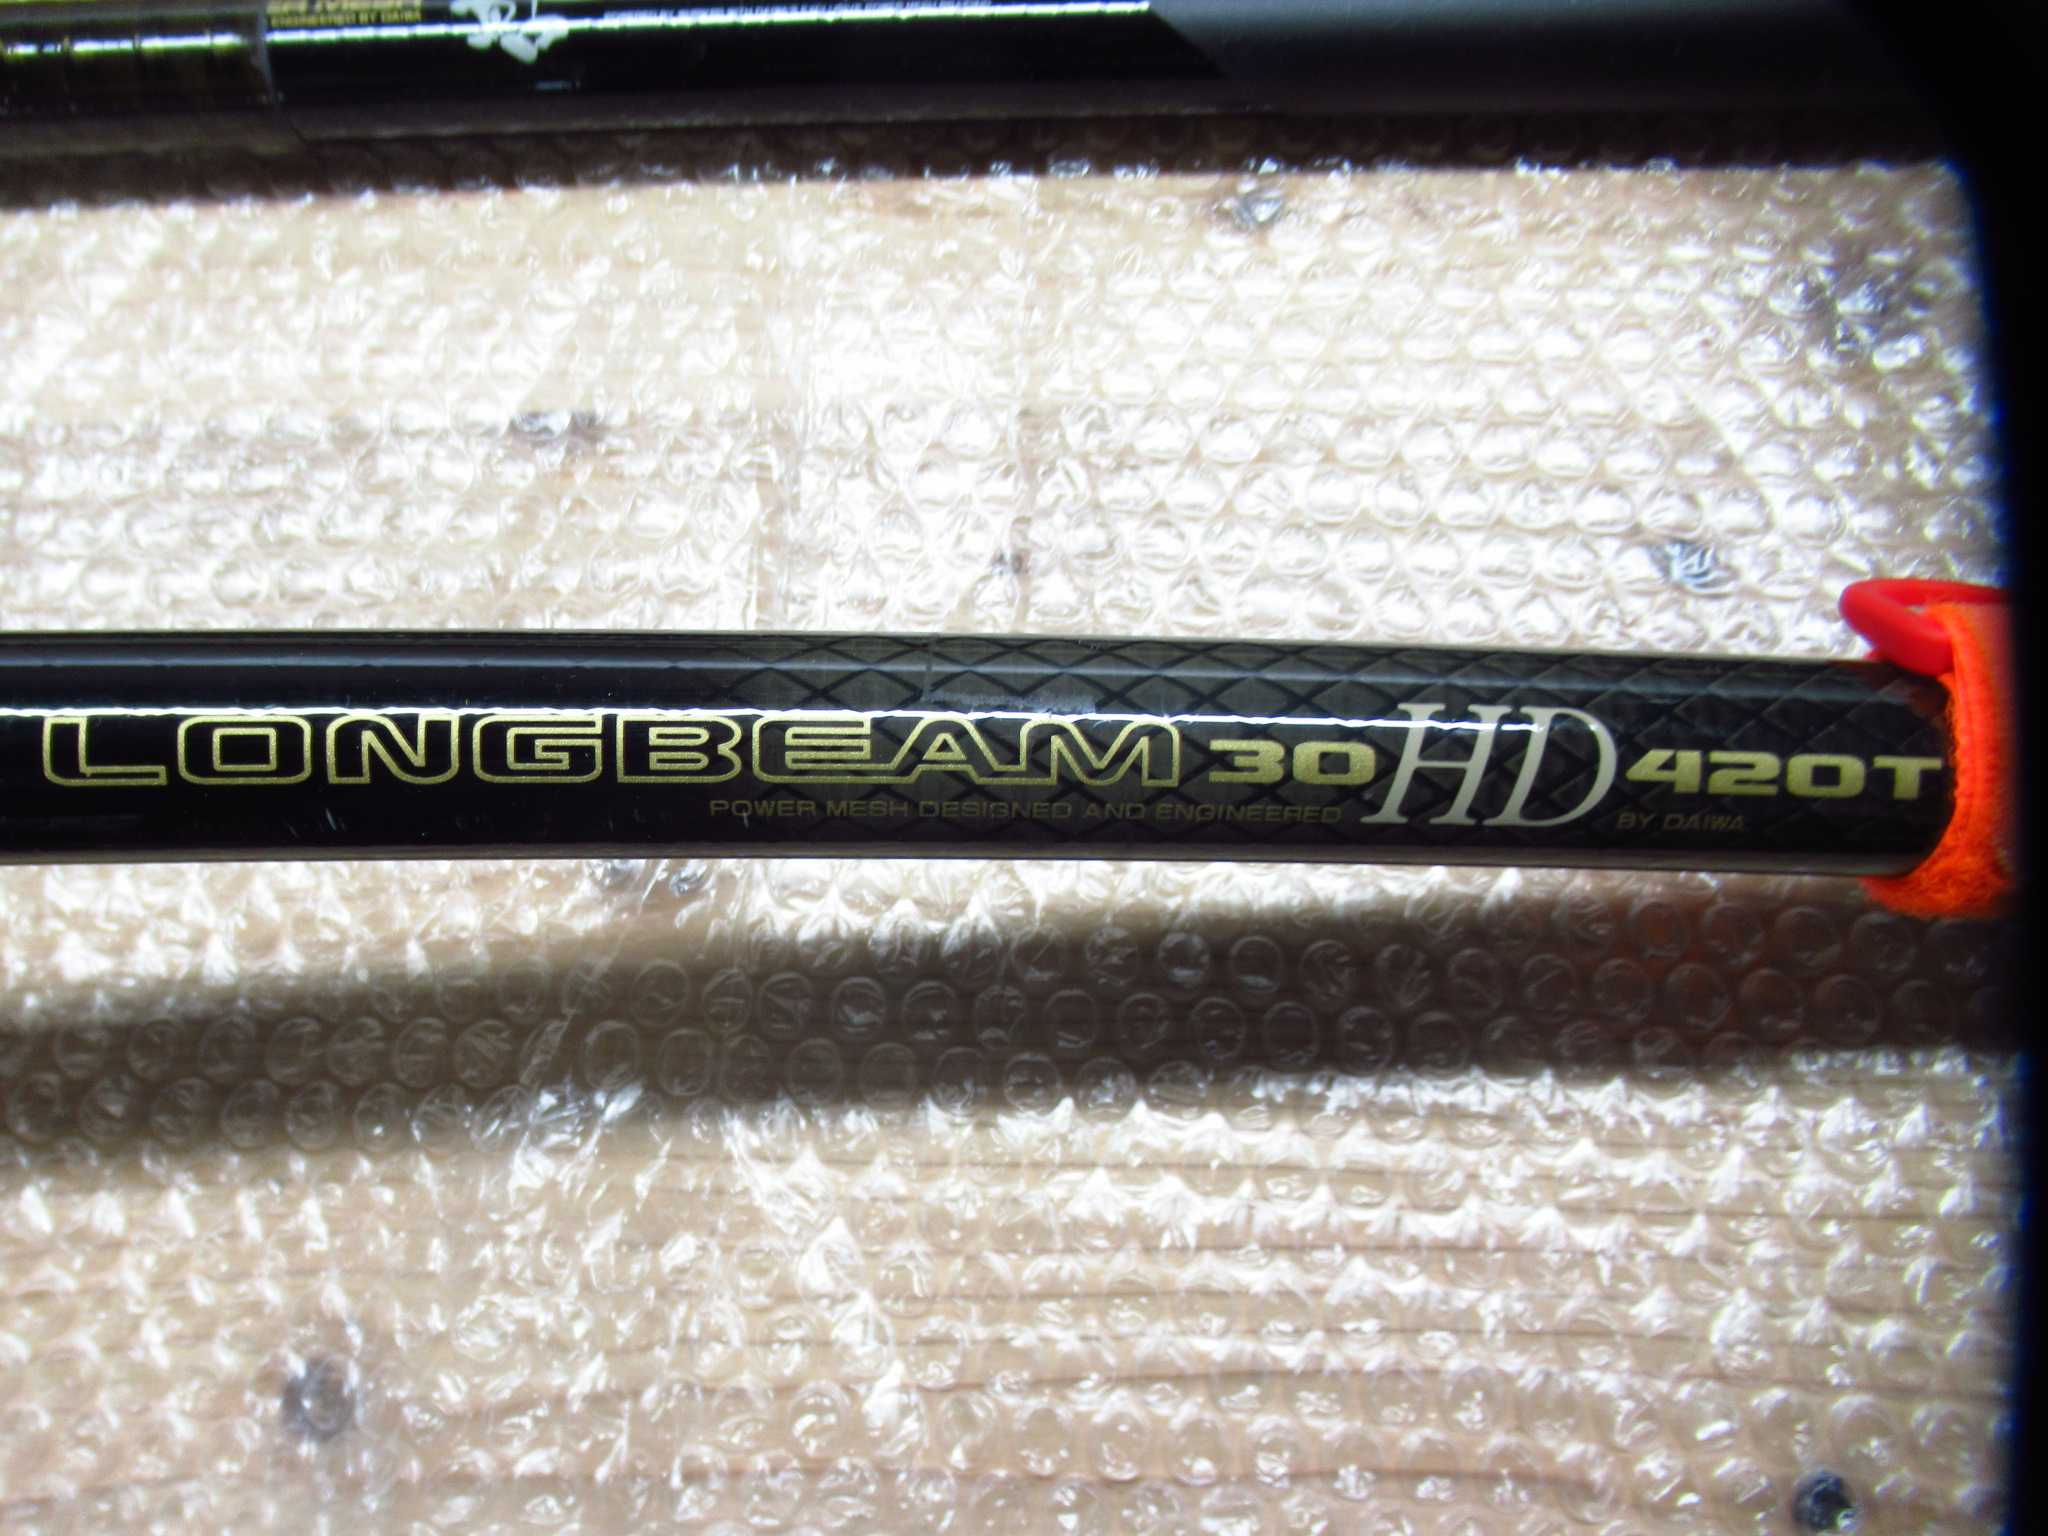 ENGINEERED BY DAIWA
LONGBEAM 30 HD 420T
POWER MESH DESIGNED AND ENGINEERED BY DAIWA